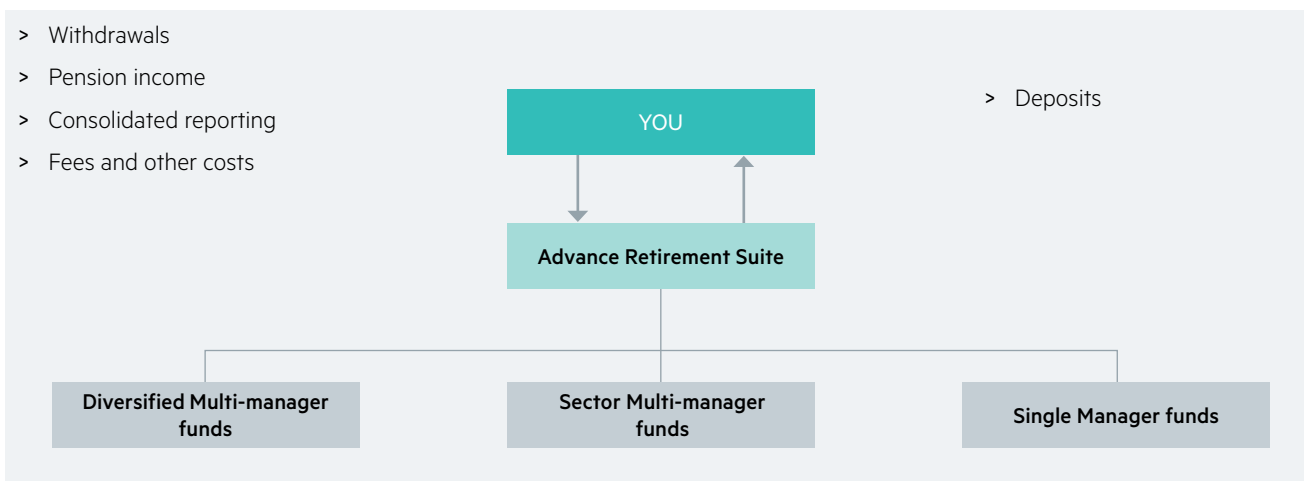 > Withdrawals
> Pension income
> Consolidated reporting
> Fees and other costs
> Deposits
YOU
Advance Retirement Suite
Diversified Multi-manager
funds
Sector Multi-manager
funds
Single Manager funds